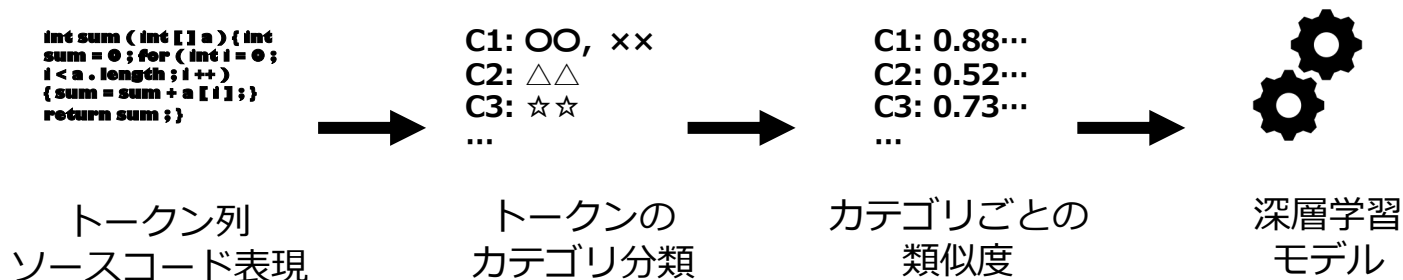 int sum ( int [ ] a ) { int
sum = 0 ; for ( int i = 0 ;
i < a . length ; i ++ )
{ sum = sum + a [ i ] ; }
return sum ; }
C1: 〇〇, ××
C2: △△
C3: ☆☆
…
C1: 0.88…
C2: 0.52…
C3: 0.73…
…
トークン列
ソースコード表現
トークンの
カテゴリ分類
カテゴリごとの
類似度
深層学習
モデル